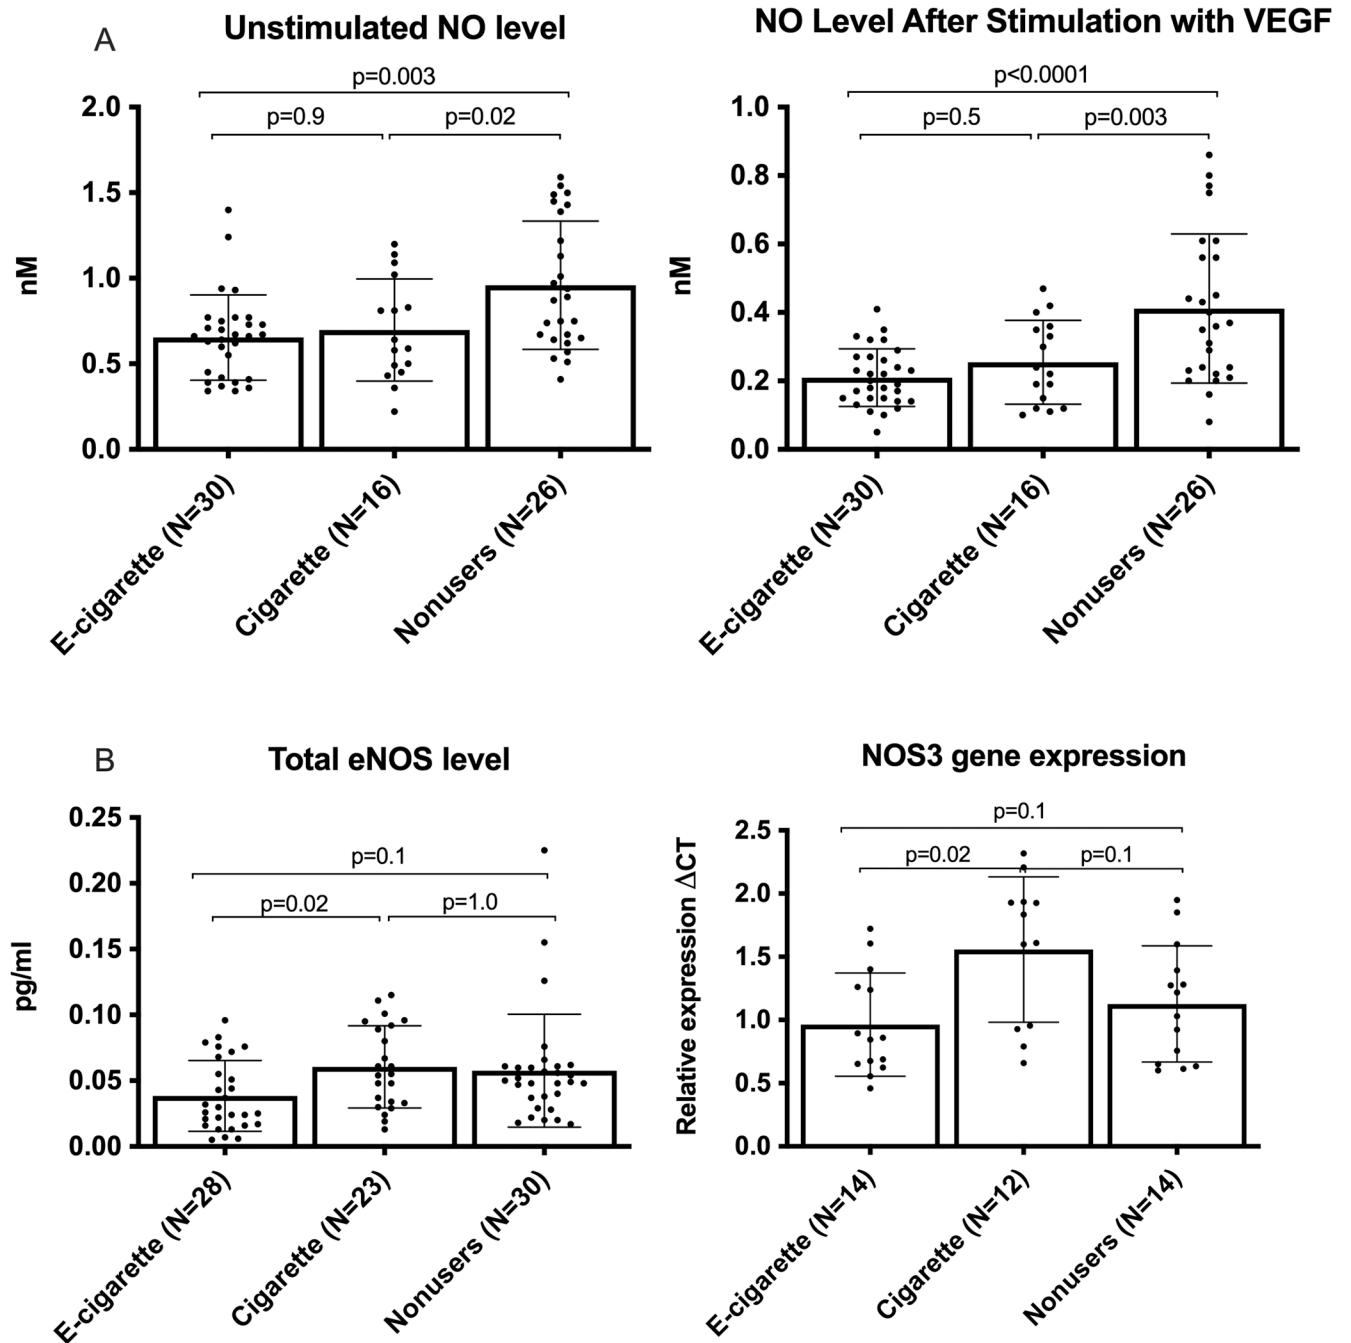 A
Unstimulated NO level
p=0.003
p=0.9
p=0.02
2.0
1.5
1.0
0.5
0.0
nM
E-cigarette (N=30)
Cigarette (N=16)
Nonusers (N=26)
NO Level After Stimulation with VEGF
p<0.0001
p=0.5
p=0.003
1.0
0.8
0.6
0.4
0.2
0.0
nM
E-cigarette (N=30)
Cigarette (N=16)
Nonusers (N=26)
B
Total eNOS level
0.25
0.20
0.15
0.10
0.05
0.00
pg/ml
p=0.1
p=0.02
p=1.0
E-cigarette (N=28)
Cigarette (N=23)
Nonusers (N=30)
NOS3 gene expression
p=0.1
p=0.02
p=0.1
2.5
2.0
1.5
1.0
0.5
0.0
Relative expression ΔCT
E-cigarette (N=14)
Cigarette (N=12)
Nonusers (N=14)